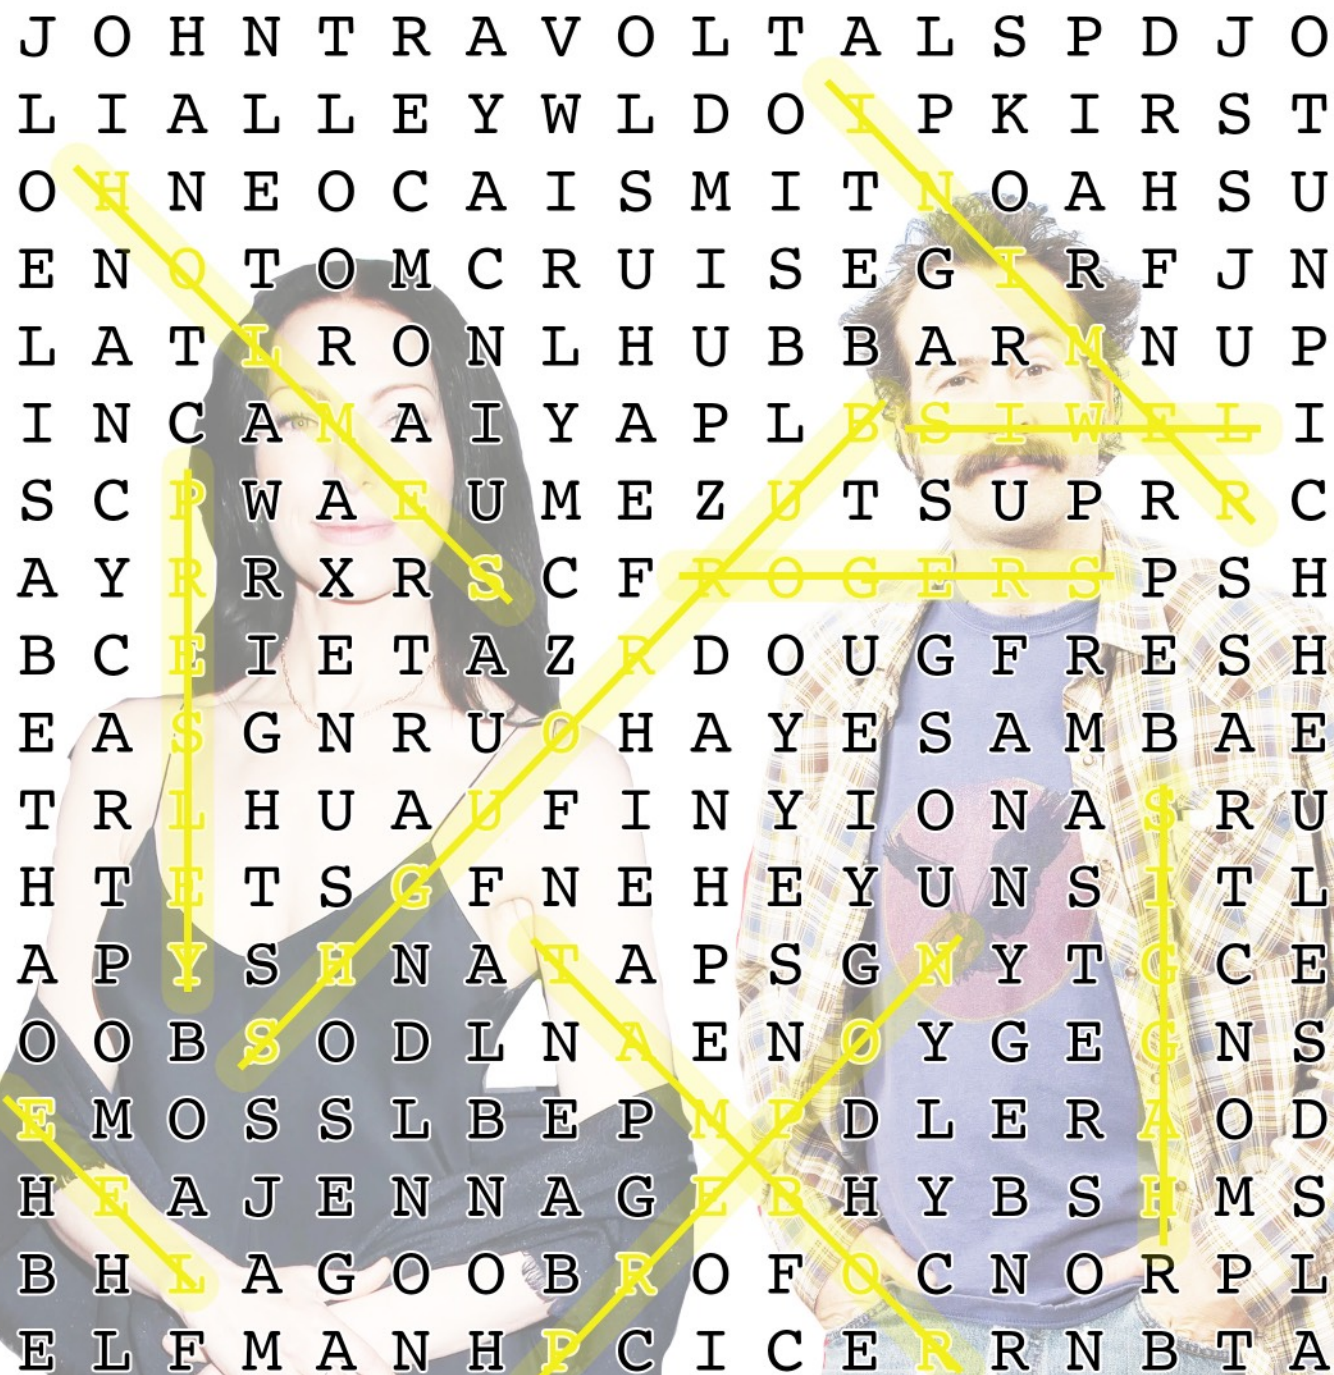 J O H N T R A V O L T A L S P D J O
L I A L L E Y W L D O I P K I R S T
O H N E O C A I S M I T N O A H S U
E N O T O M C R U I S E G I R F J N
L A T L R O N L H U B B A R M N U P
I N C A M A I Y A P L B S I W E L I
S C P W A E U M E Z U T S U P R R C
A Y R R X R S C F R O G E R S P S H
B C E I E T A Z R D O U G F R E S H
E A S G N R U O H A Y E S A M B A E
T R L H U A U F I N Y I O N A S R U
H T E T S G F N E H E Y U N S I T L
A P Y S H N A T A P S G N Y T G C E
O O B S O D L N A E N O Y G E G N S
E M O S S L B E P M P D L E R A O D
H E A J E N N A G E B H Y B S H M S
B H L A G O O B R O F O C N O R P L
E L F M A N H P C I C E R R N B T A